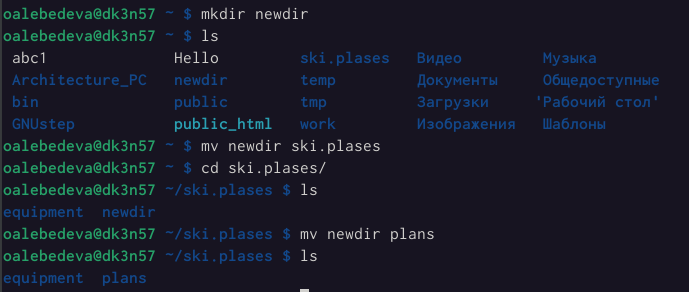 oalebedeva@dk3n57 ~ $ mkdir newdir
oalebedeva@dk3n57 ~ $ ls
abc1 Hello ski.plases Видео Музыка
Architecture_PC newdir temp Документы Общедоступные
bin public tmp Загрузки 'Рабочий стол'
GNUstep public_html work Изображения Шаблоны
oalebedeva@dk3n57 ~ $ mv newdir ski.plases
oalebedeva@dk3n57 ~ $ cd ski.plases/
oalebedeva@dk3n57 ~/ski.plases $ ls
equipment newdir
oalebedeva@dk3n57 ~/ski.plases $ mv newdir plans
oalebedeva@dk3n57 ~/ski.plases $ ls
equipment plans